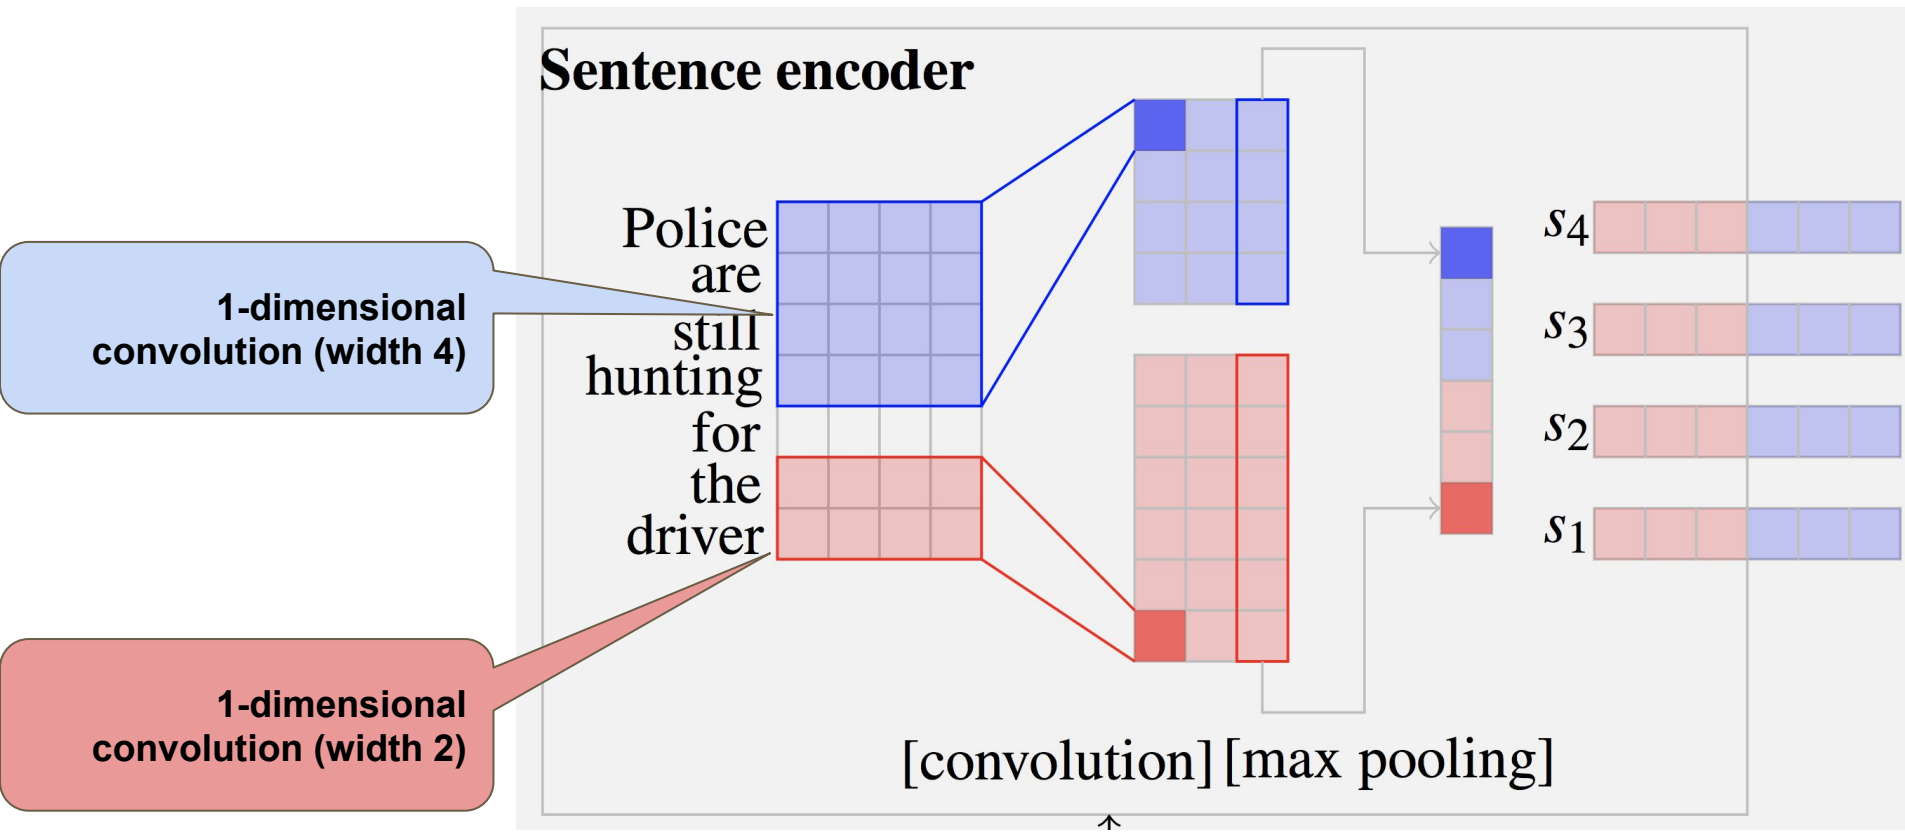 Sentence encoder
Police
are
still
hunting
for
the
driver
1-dimensional
convolution (width 4)
1-dimensional
convolution (width 2)
[convolution] [max pooling]
s4
s3
s2
s1